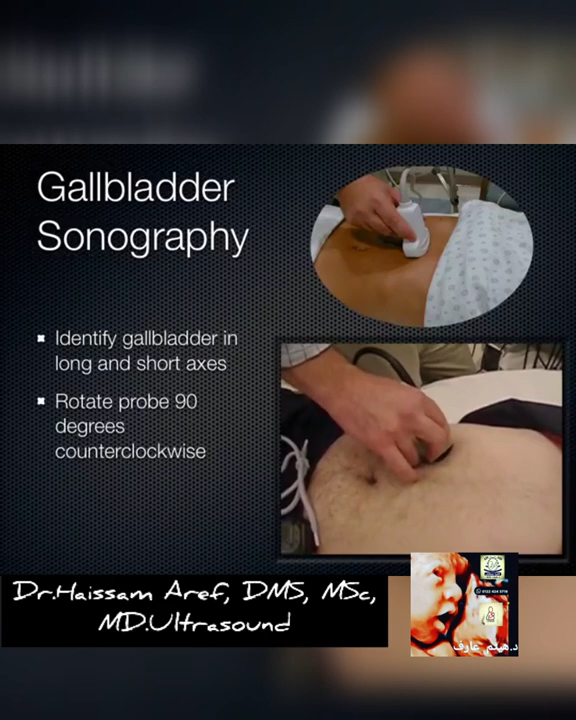 Gallbladder
Sonography
Identify gallbladder in
long and short axes
Rotate probe 90
degrees
counterclockwise
Dr.Haissam Aref, DMS, MSc,
MD.Ultrasound
د.هيثم عارف